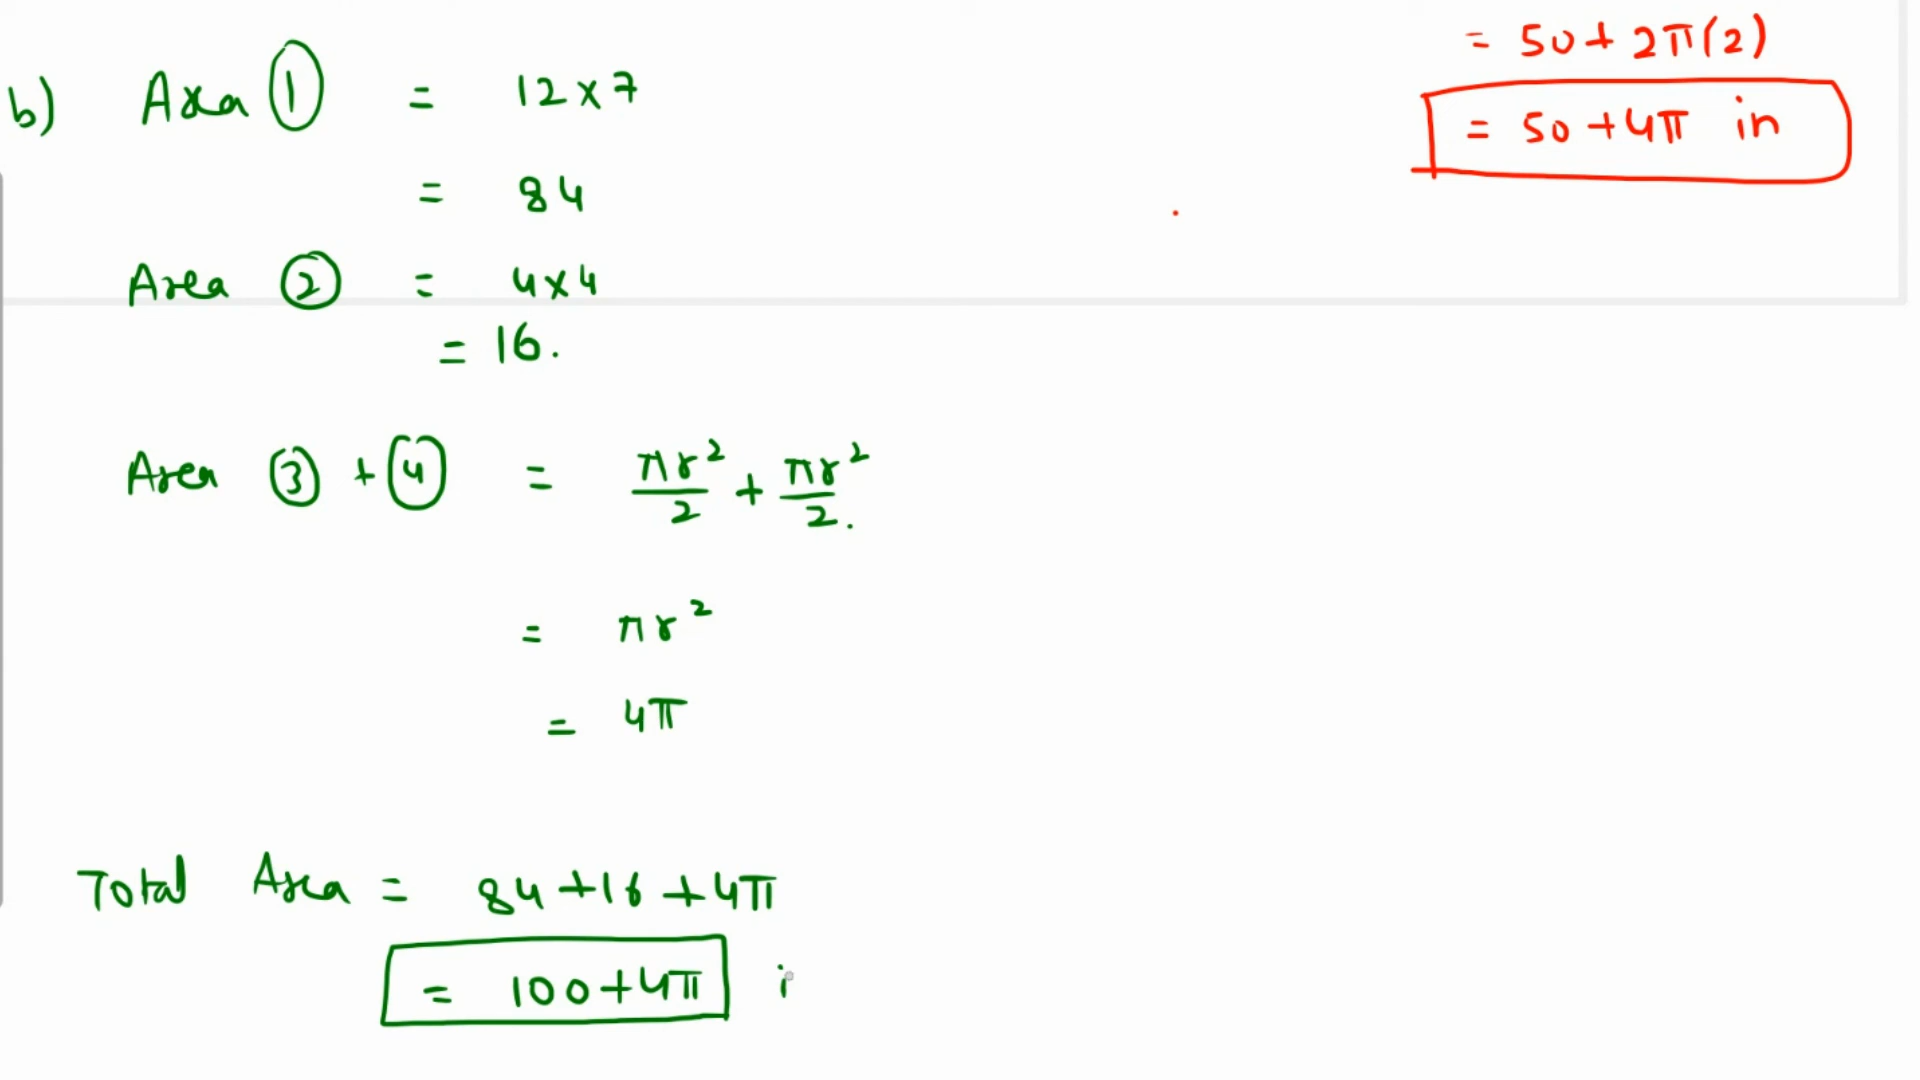 = 50 + 2π(2)
= 50 + 4π in
b) Area ① = 12 × 7
= 84
Area ② = 4 × 4
= 16.
Area ③ + ④ = πr²/2 + πr²/2.
= πr²
= 4π
Total Area = 84 + 16 + 4π
= 100 + 4π i